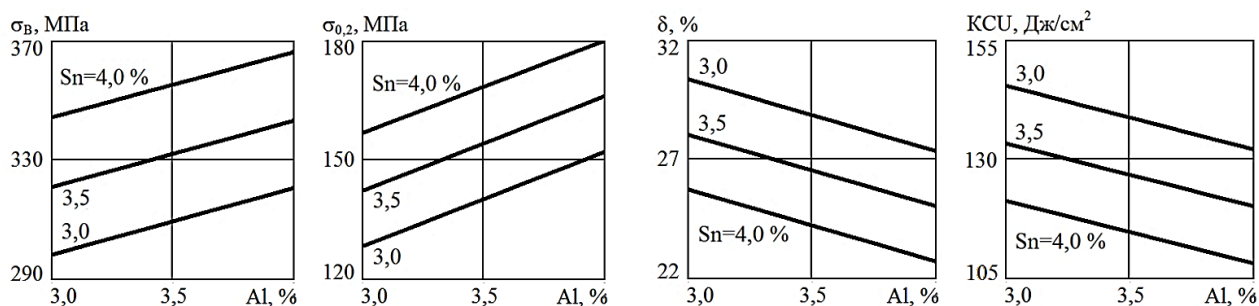 σв, МПа
370
Sn=4,0 %
330
3,5
3,0
290
3,0 3,5 Al, %
σ0,2, МПа
180
Sn=4,0 %
150
3,5
3,0
120
3,0 3,5 Al, %
δ, %
32
3,0
3,5
27
Sn=4,0 %
22
3,0 3,5 Al, %
KCU, Дж/см²
155
3,0
3,5
130
Sn=4,0 %
105
3,0 3,5 Al, %